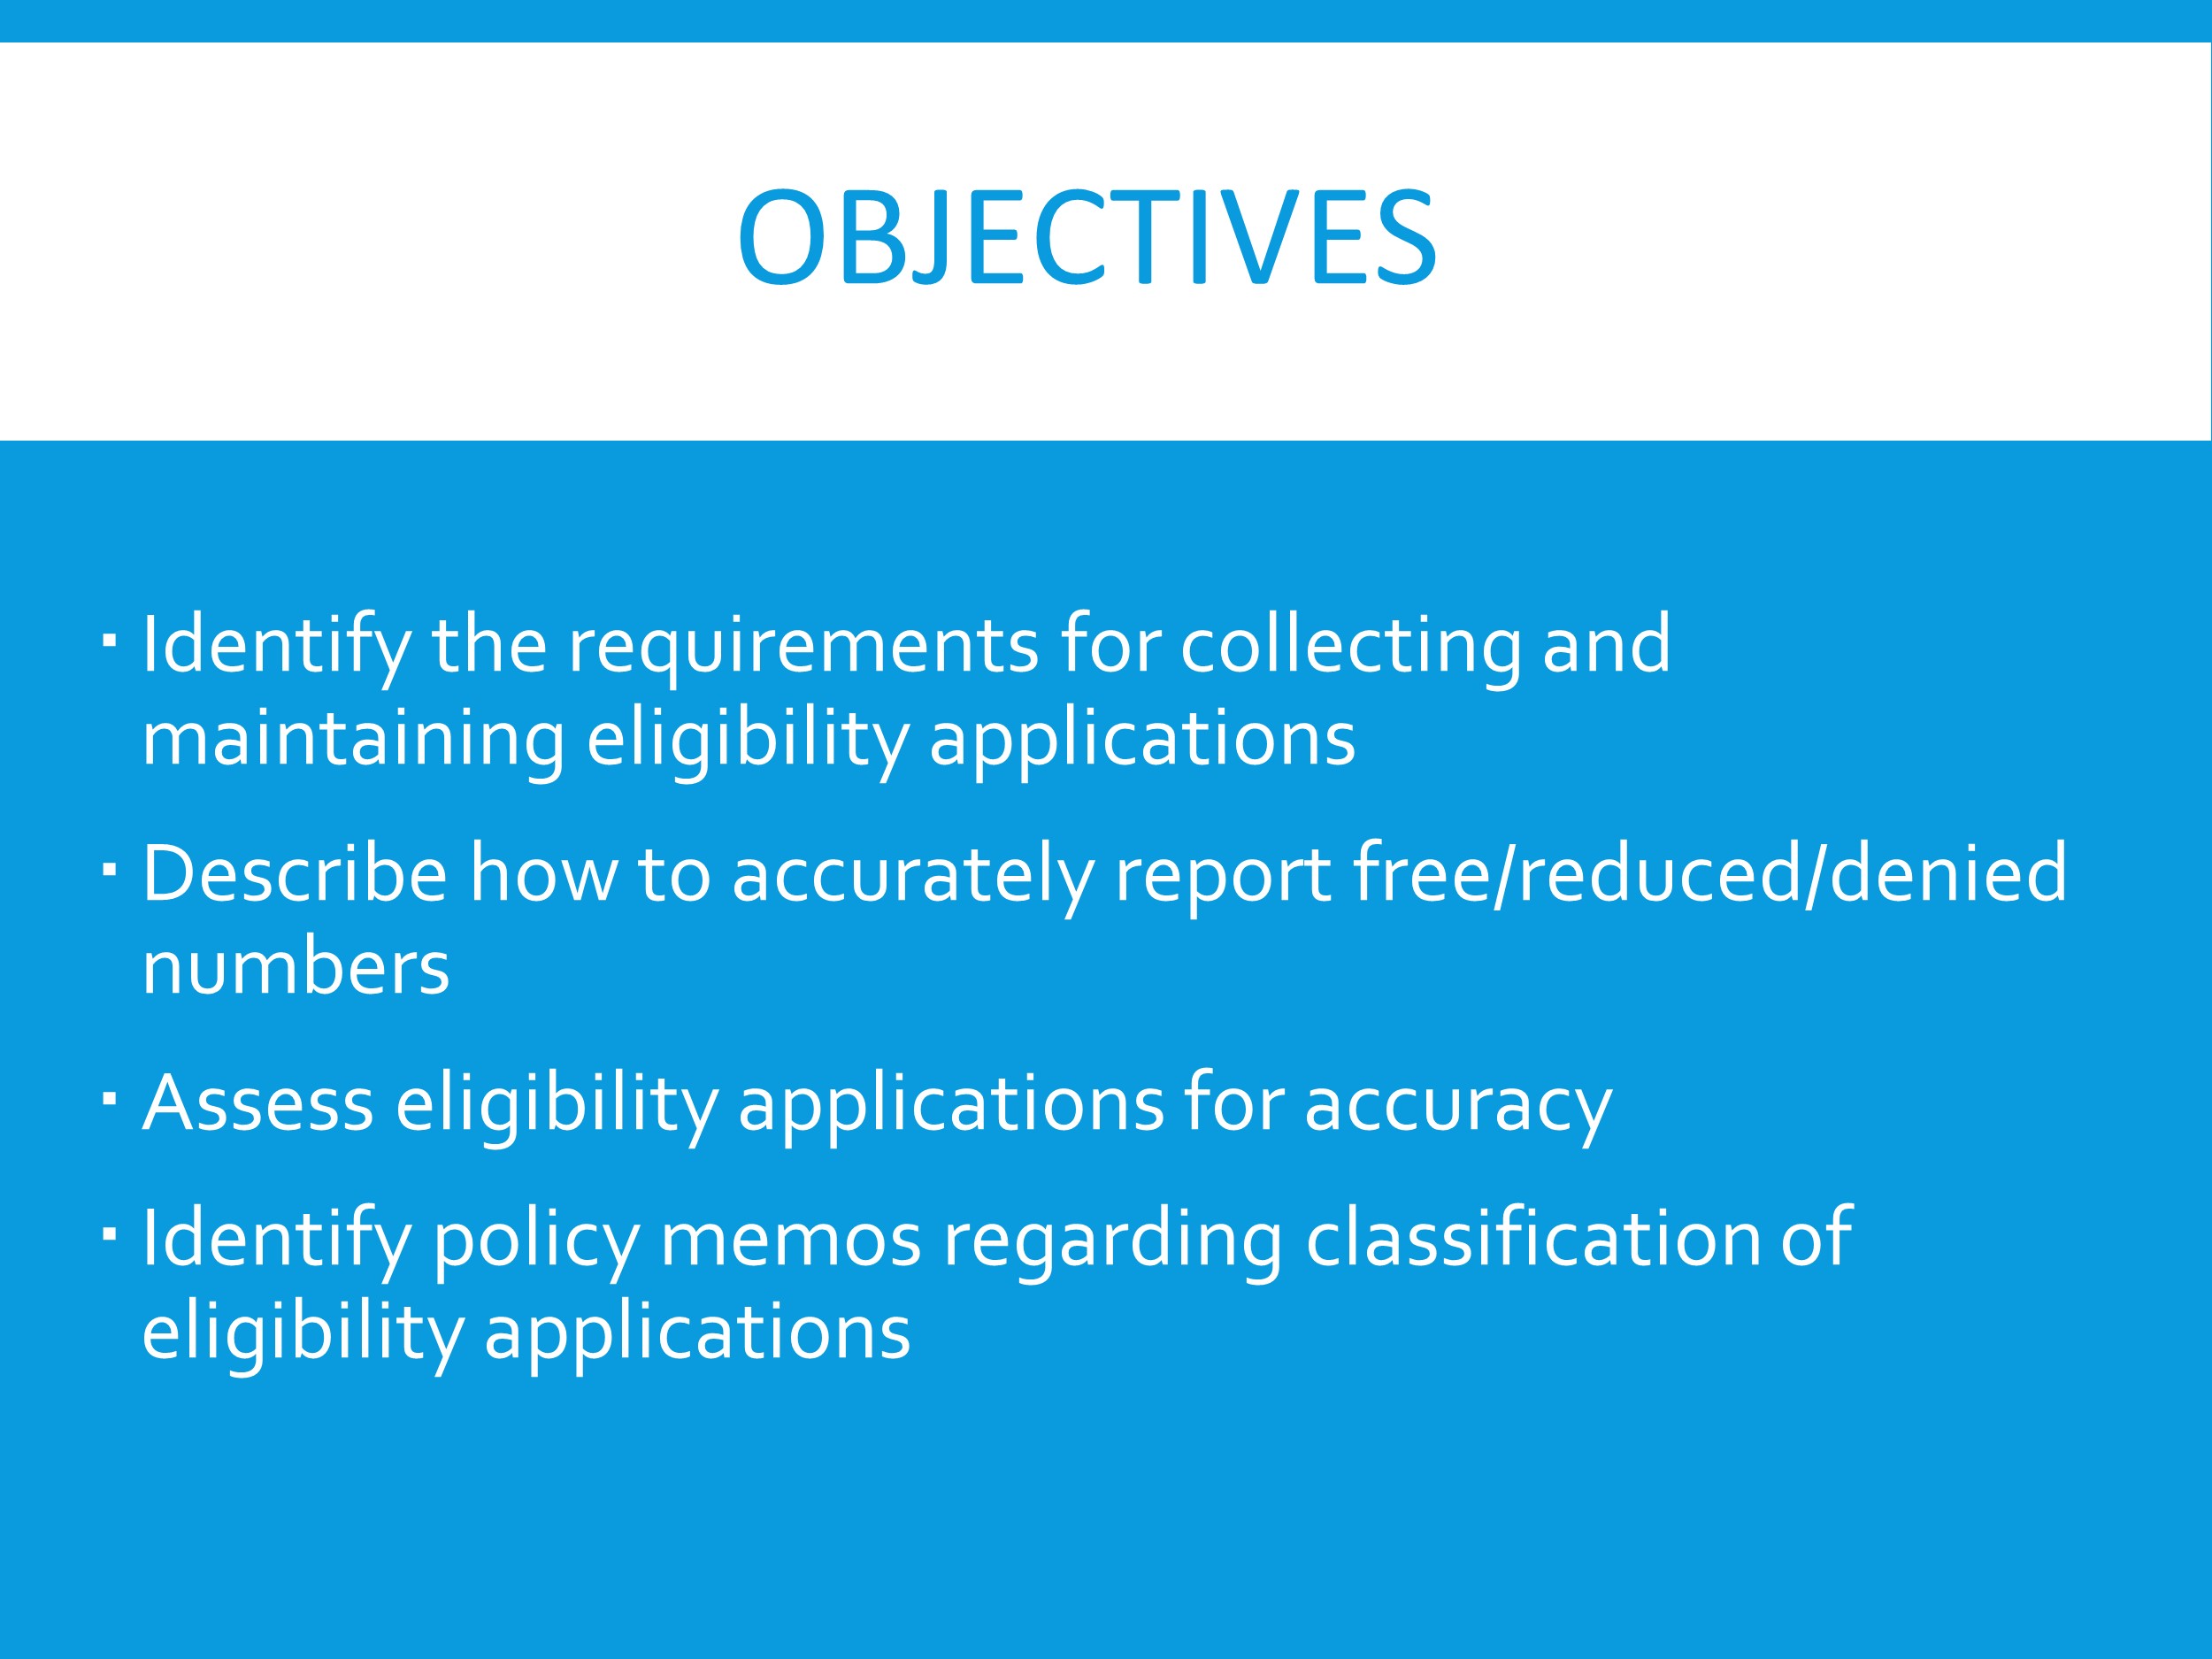 OBJECTIVES
▪ Identify the requirements for collecting and
maintaining eligibility applications
▪ Describe how to accurately report free/reduced/denied
numbers
▪ Assess eligibility applications for accuracy
▪ Identify policy memos regarding classification of
eligibility applications